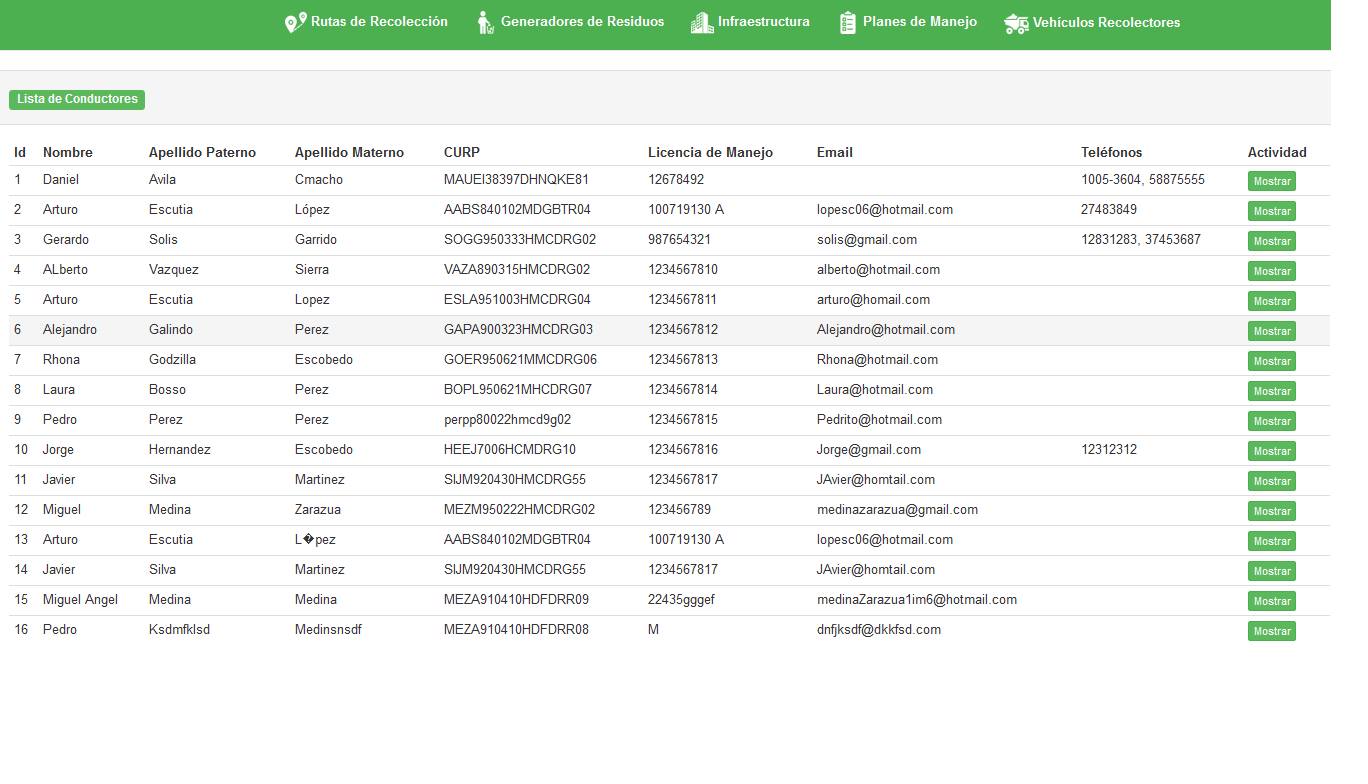 Rutas de Recolección Generadores de Residuos Infraestructura Planes de Manejo Vehículos Recolectores
Lista de Conductores
Id Nombre Apellido Paterno Apellido Materno CURP Licencia de Manejo Email Teléfonos Actividad
1 Daniel Avila Cmacho MAUEI38397DHNQKE81 12678492 1005-3604, 58875555 Mostrar
2 Arturo Escutia López AABS840102MDGBTR04 100719130 A lopesc06@hotmail.com 27483849 Mostrar
3 Gerardo Solis Garrido SOGG950333HMCDRG02 987654321 solis@gmail.com 12831283, 37453687 Mostrar
4 ALberto Vazquez Sierra VAZA890315HMCDRG02 1234567810 alberto@hotmail.com Mostrar
5 Arturo Escutia Lopez ESLA951003HMCDRG04 1234567811 arturo@homail.com Mostrar
6 Alejandro Galindo Perez GAPA900323HMCDRG03 1234567812 Alejandro@hotmail.com Mostrar
7 Rhona Godzilla Escobedo GOER950621MMCDRG06 1234567813 Rhona@hotmail.com Mostrar
8 Laura Bosso Perez BOPL950621MHCDRG07 1234567814 Laura@hotmail.com Mostrar
9 Pedro Perez Perez perpp80022hmcd9g02 1234567815 Pedrito@hotmail.com Mostrar
10 Jorge Hernandez Escobedo HEEJ7006HCMDRG10 1234567816 Jorge@gmail.com 12312312 Mostrar
11 Javier Silva Martinez SIJM920430HMCDRG55 1234567817 JAvier@homtail.com Mostrar
12 Miguel Medina Zarazua MEZM950222HMCDRG02 123456789 medinazarazua@gmail.com Mostrar
13 Arturo Escutia L�pez AABS840102MDGBTR04 100719130 A lopesc06@hotmail.com Mostrar
14 Javier Silva Martinez SIJM920430HMCDRG55 1234567817 JAvier@homtail.com Mostrar
15 Miguel Angel Medina Medina MEZA910410HDFDRR09 22435gggef medinaZarazua1im6@hotmail.com Mostrar
16 Pedro Ksdmfklsd Medinsnsdf MEZA910410HDFDRR08 M dnfjksdf@dkkfsd.com Mostrar